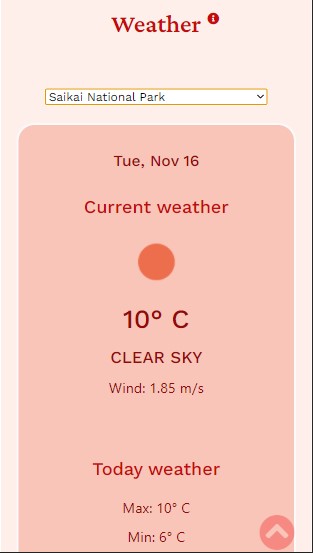 Weather
Saikai National Park
Tue, Nov 16
Current weather
10° C
CLEAR SKY
Wind: 1.85 m/s
Today weather
Max: 10° C
Min: 6° C